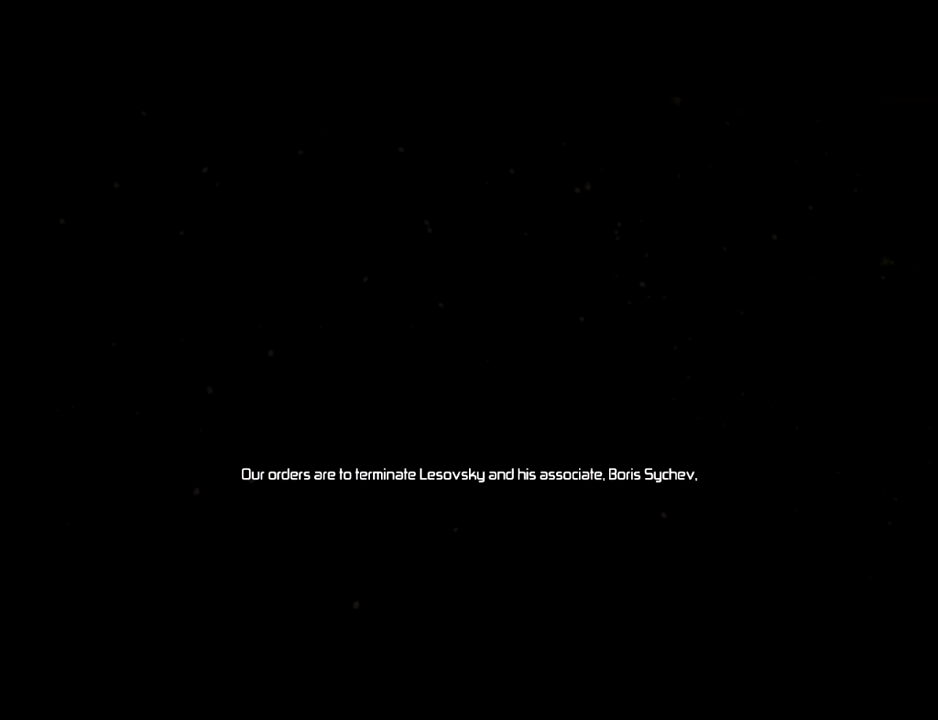 Our orders are to terminate Lesovsky and his associate, Boris Sychev,